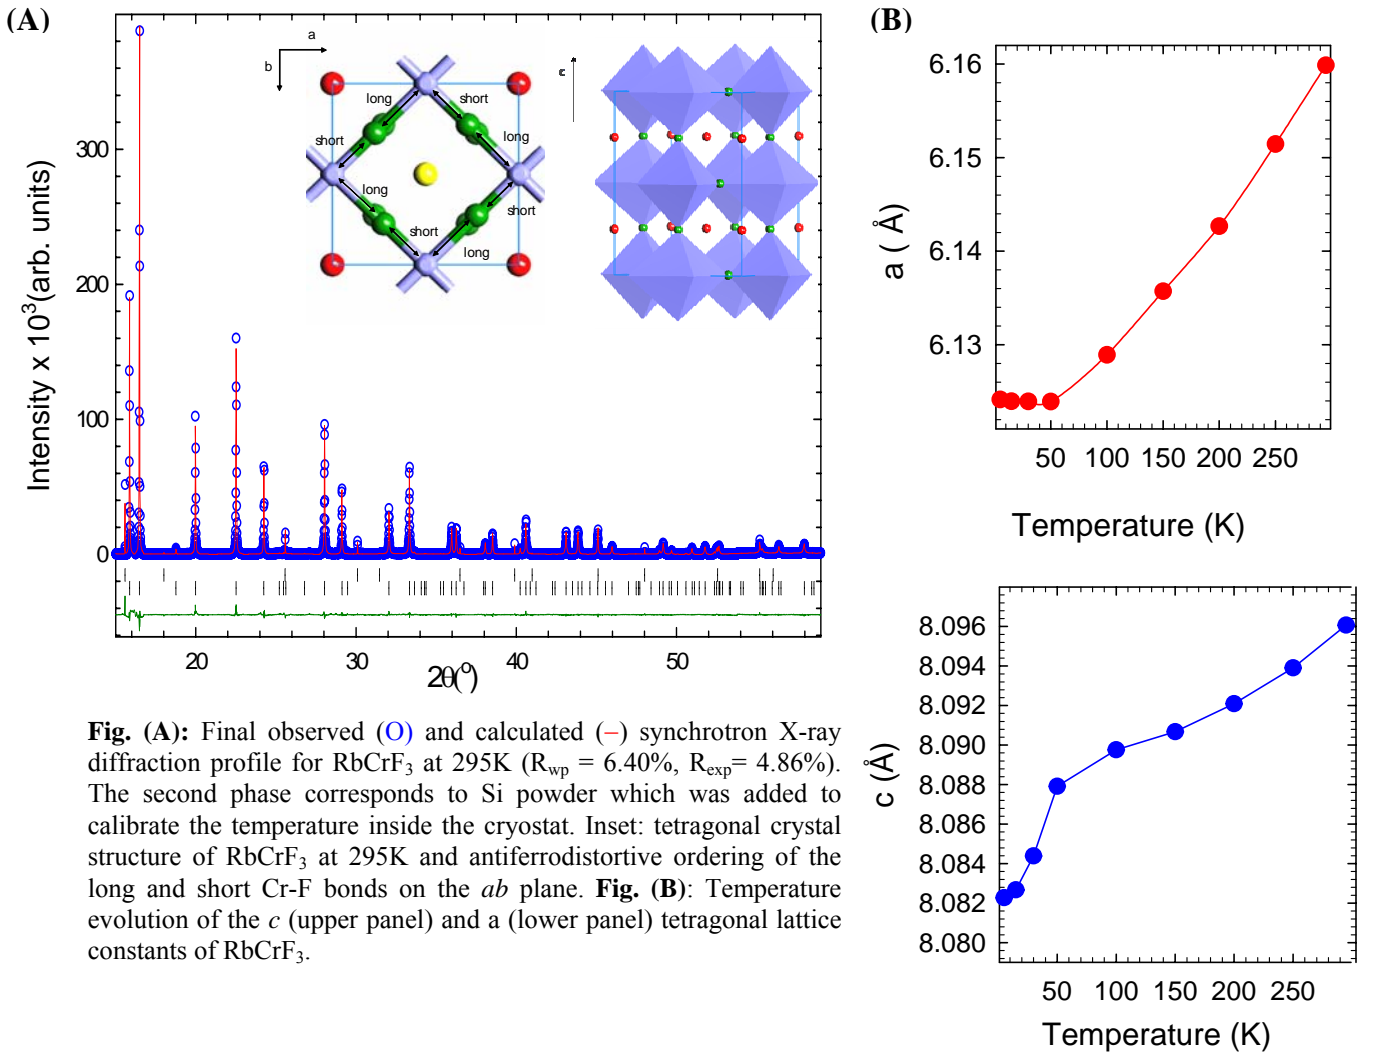 (A)
a
b
long
short
short
long
long
short
short
long
300
200
100
0
Intensity x 10³(arb. units)
20
30
40
50
2θ(°)
(B)
6.16
6.15
6.14
6.13
a ( Å)
50
100
150
200
250
Temperature (K)
8.096
8.094
8.092
8.090
8.088
8.086
8.084
8.082
8.080
c (Å)
50
100
150
200
250
Temperature (K)
Fig. (A): Final observed (O) and calculated (–) synchrotron X-ray
diffraction profile for RbCrF₃ at 295K (Rwp = 6.40%, Rexp= 4.86%).
The second phase corresponds to Si powder which was added to
calibrate the temperature inside the cryostat. Inset: tetragonal crystal
structure of RbCrF₃ at 295K and antiferrodistortive ordering of the
long and short Cr-F bonds on the ab plane. Fig. (B): Temperature
evolution of the c (upper panel) and a (lower panel) tetragonal lattice
constants of RbCrF₃.